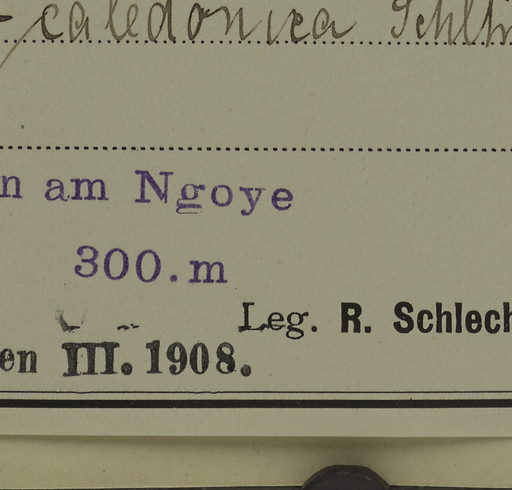 -caledonica Schltr
n am Ngoye
300.m
Leg. R. Schlech
en III. 1908.